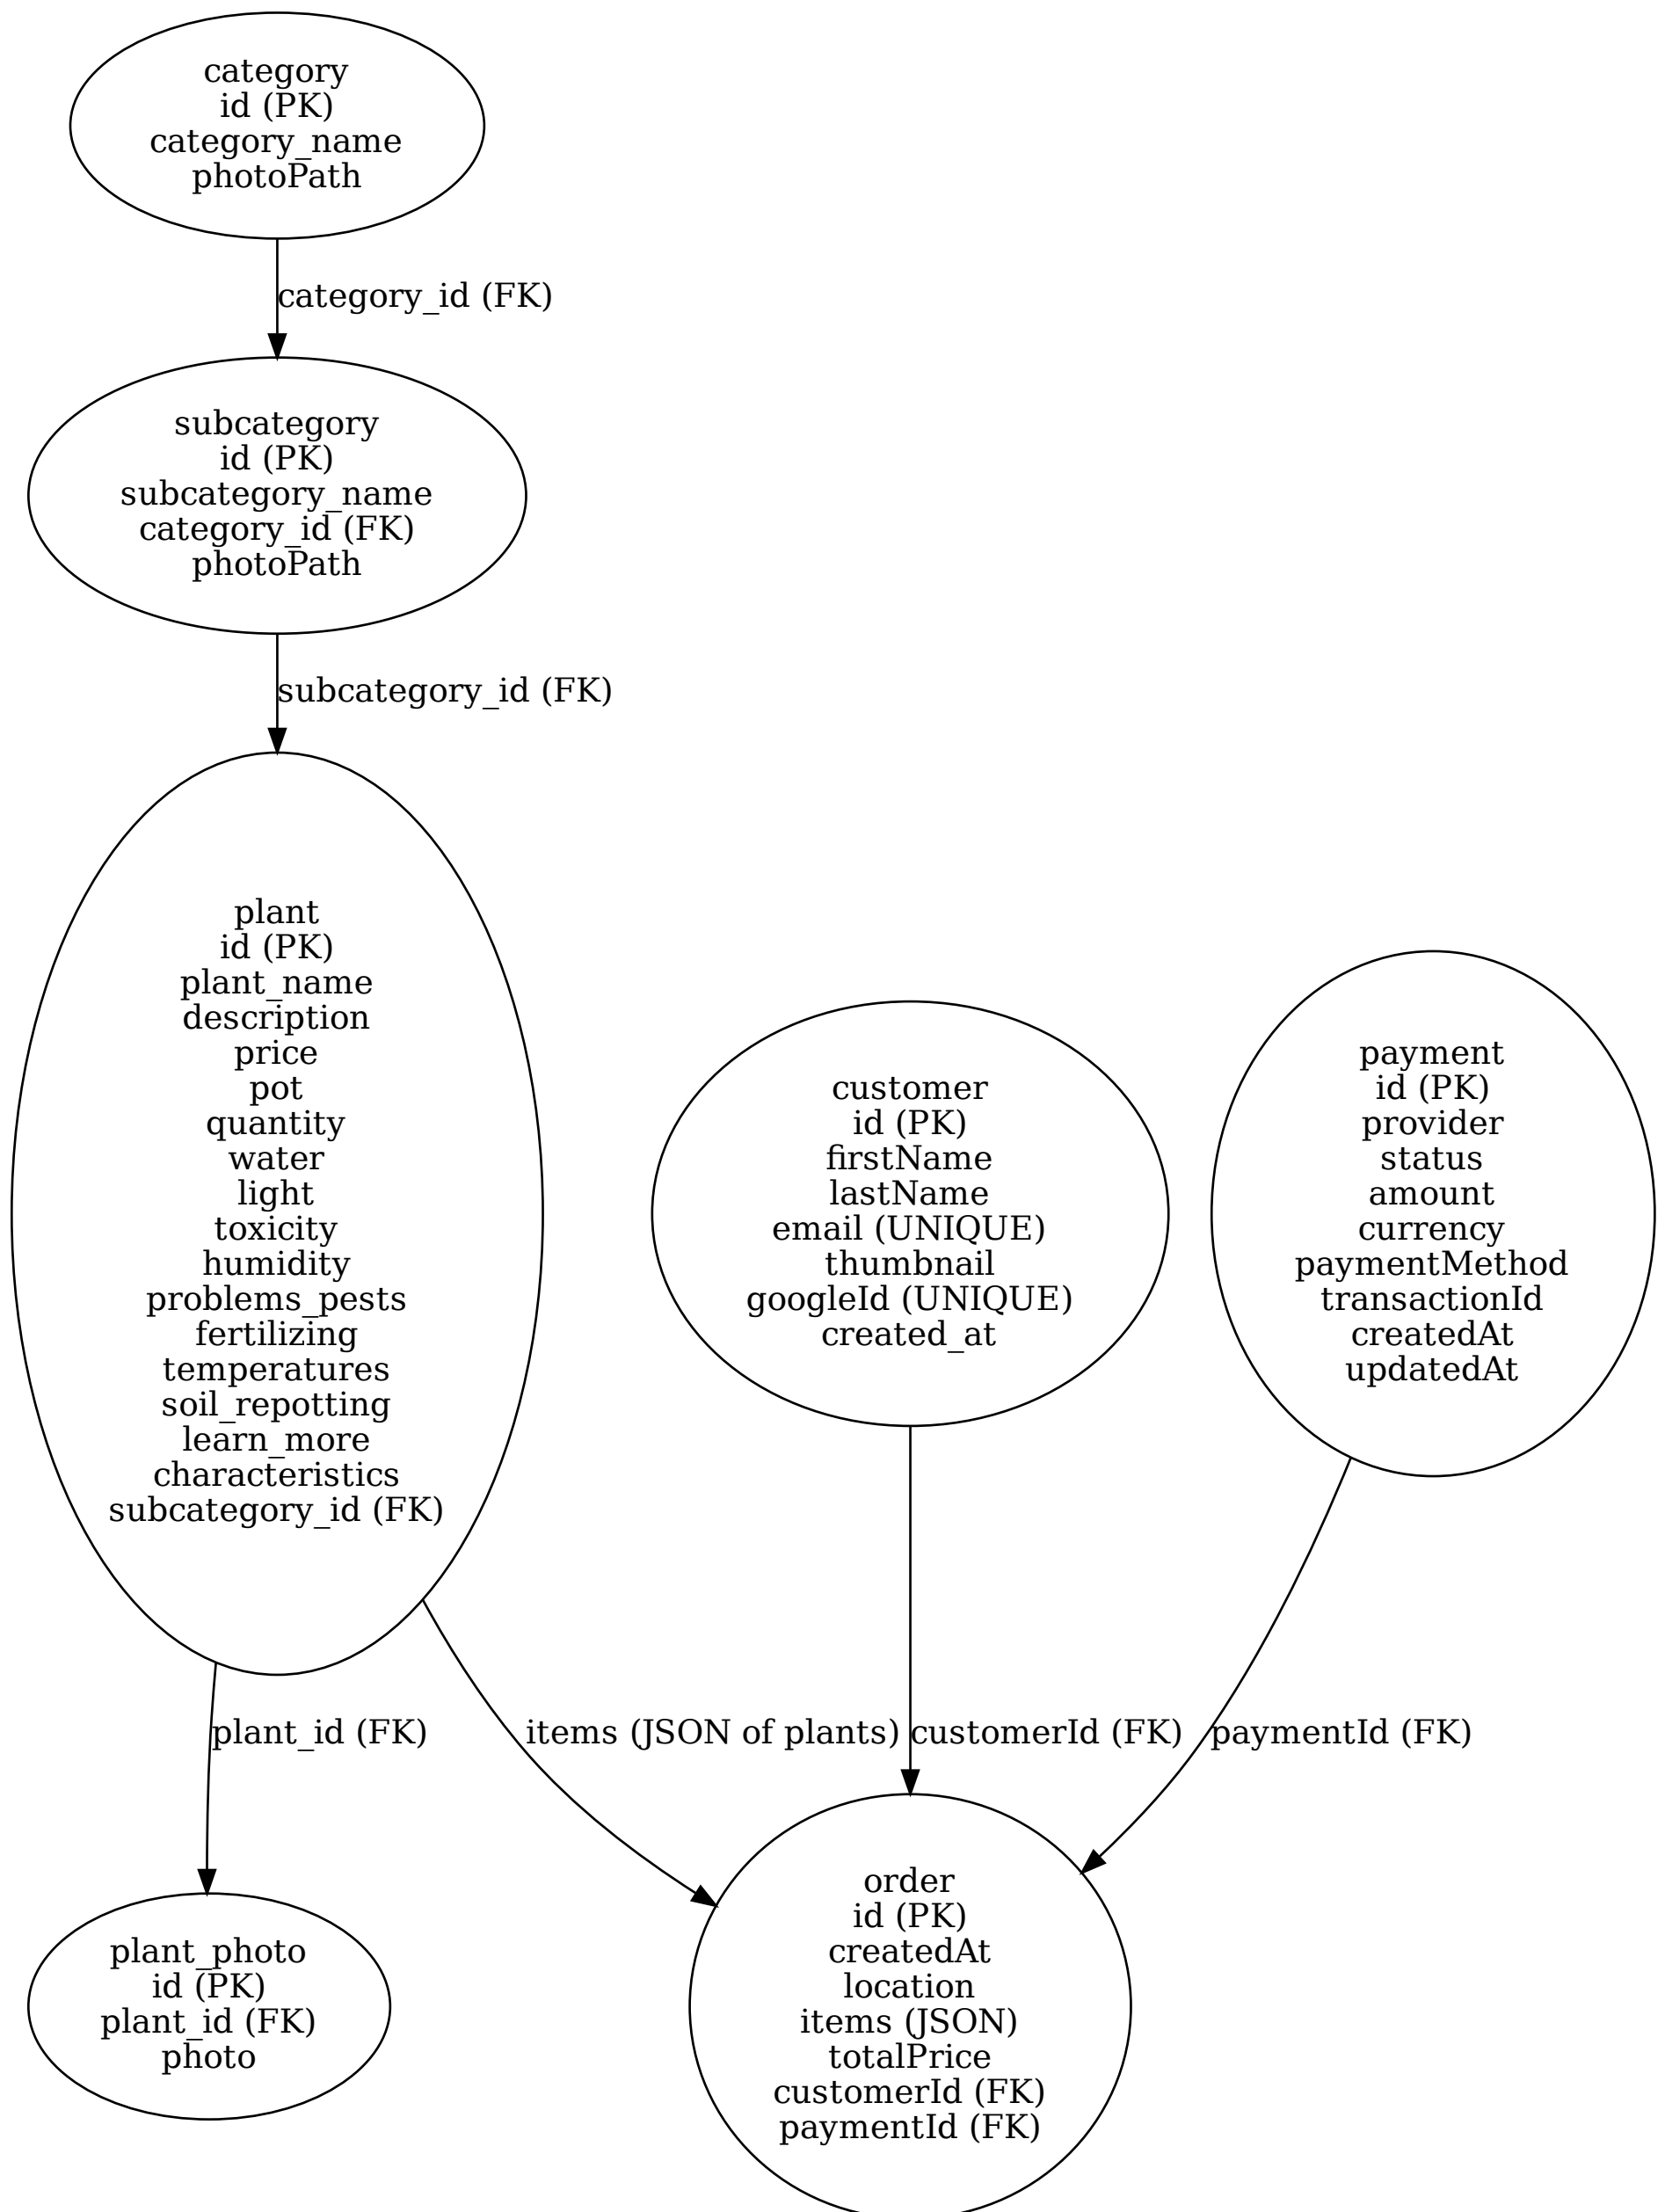 category
id (PK)
category_name
photoPath
category_id (FK)
subcategory
id (PK)
subcategory_name
category_id (FK)
photoPath
subcategory_id (FK)
plant
id (PK)
plant_name
description
price
pot
quantity
water
light
toxicity
humidity
problems_pests
fertilizing
temperatures
soil_repotting
learn_more
characteristics
subcategory_id (FK)
customer
id (PK)
firstName
lastName
email (UNIQUE)
thumbnail
googleId (UNIQUE)
created_at
payment
id (PK)
provider
status
amount
currency
paymentMethod
transactionId
createdAt
updatedAt
plant_id (FK)
items (JSON of plants)
customerId (FK)
paymentId (FK)
plant_photo
id (PK)
plant_id (FK)
photo
order
id (PK)
createdAt
location
items (JSON)
totalPrice
customerId (FK)
paymentId (FK)